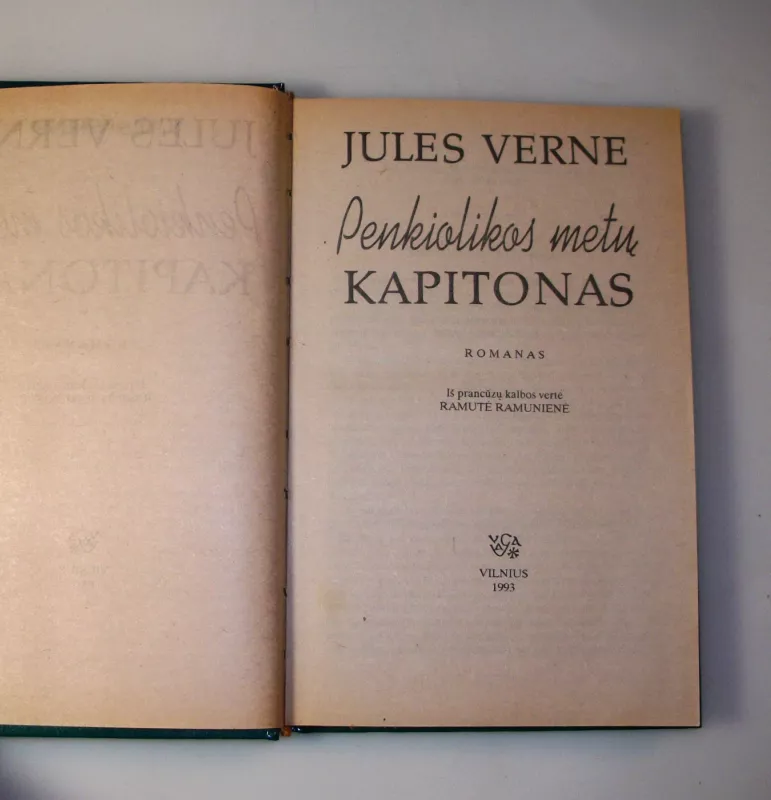 JULES VERNE
Penkiolikos metų
KAPITONAS
ROMANAS
Iš prancūzų kalbos vertė
RAMUTĖ RAMUNIENĖ
VAGA
VILNIUS
1993